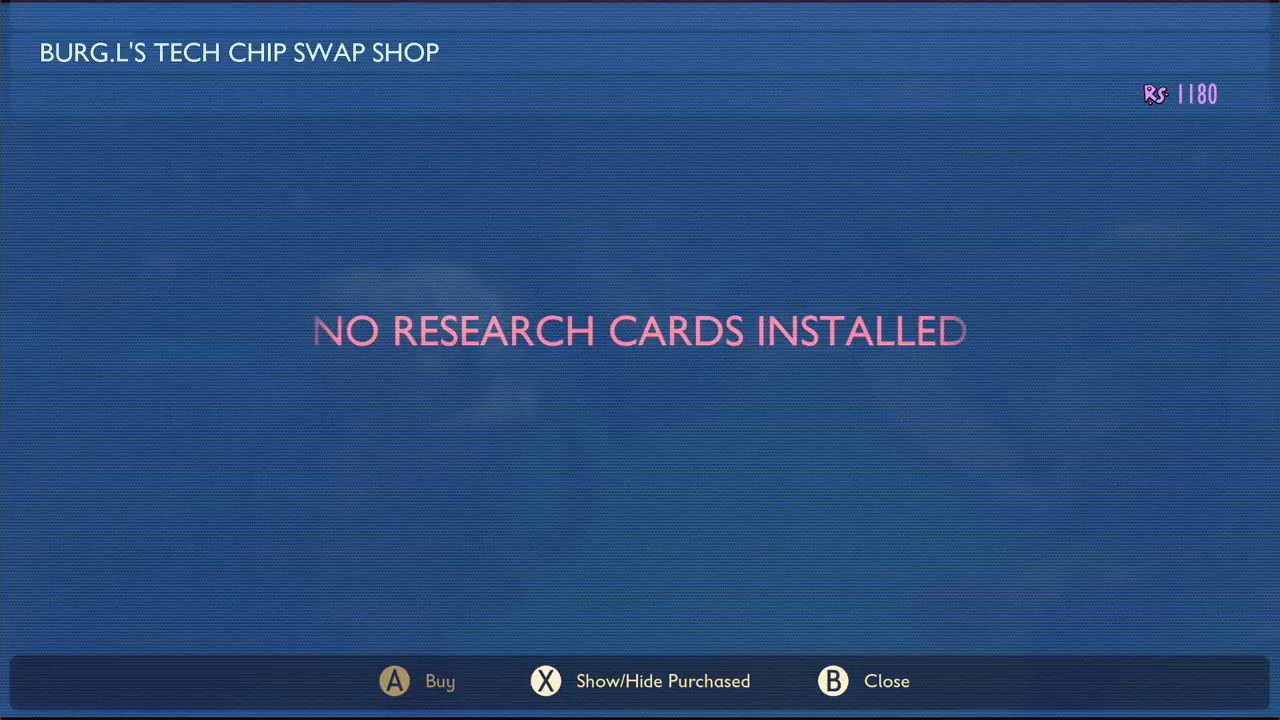 BURG.L'S TECH CHIP SWAP SHOP
RS 1180
NO RESEARCH CARDS INSTALLED
A Buy X Show/Hide Purchased B Close